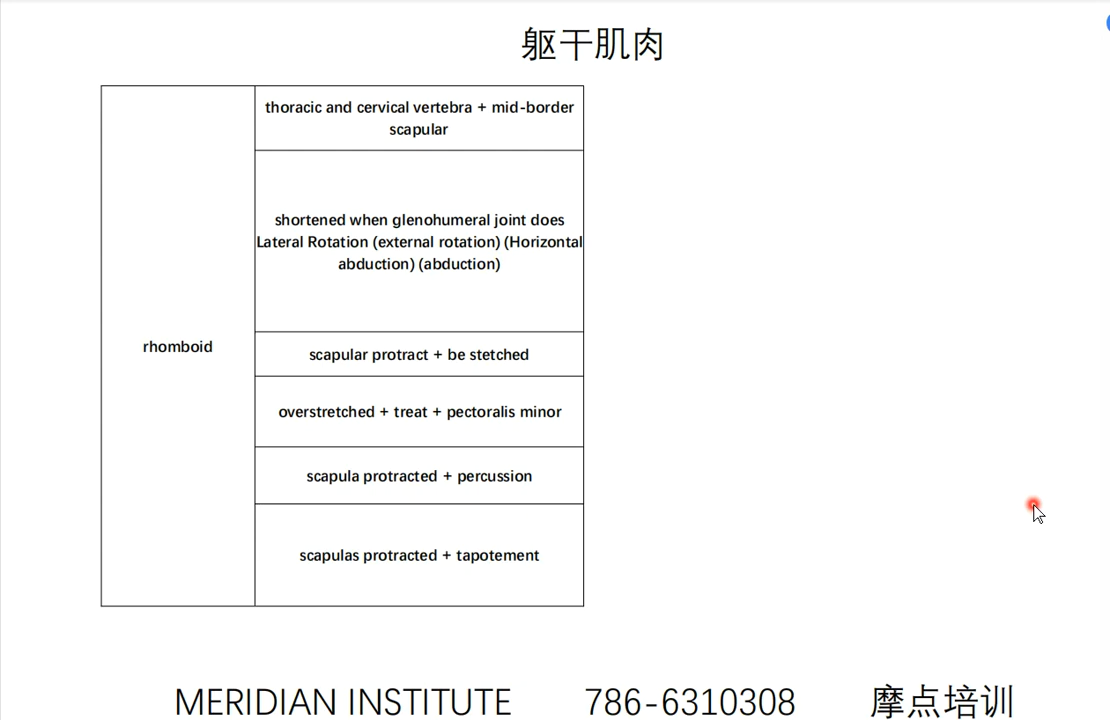 躯干肌肉
thoracic and cervical vertebra + mid-border
scapular
shortened when glenohumeral joint does
Lateral Rotation (external rotation) (Horizontal
abduction) (abduction)
rhomboid
scapular protract + be stetched
overstretched + treat + pectoralis minor
scapula protracted + percussion
scapulas protracted + tapotement
MERIDIAN INSTITUTE 786-6310308 摩点培训